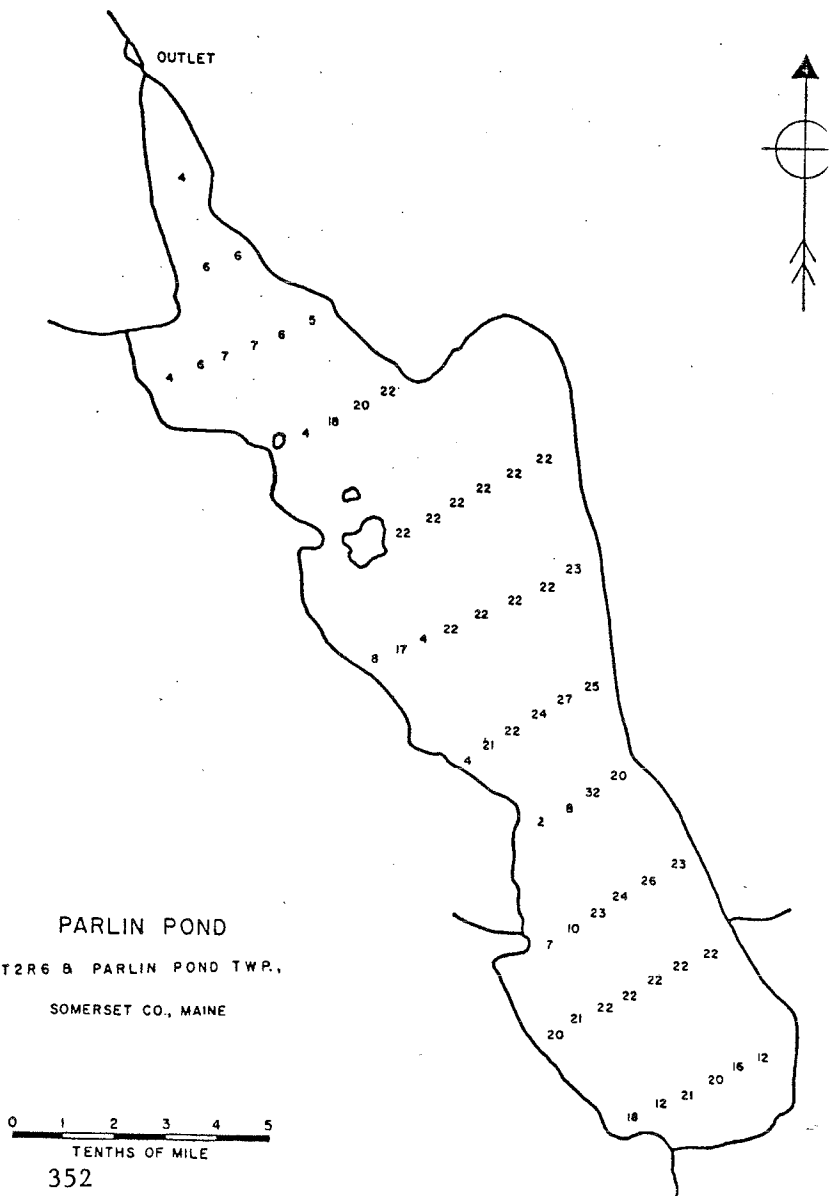 OUTLET
4
6 6
4 6 7 7 6 5
4 18 20 22
22 22 22 22 22 22
8 17 4 22 22 22 22 23
4 21 22 24 27 25
2 8 32 20
7 10 23 24 26 23
20 21 22 22 22 22 22
18 12 21 20 16 12
PARLIN POND
T2R6 & PARLIN POND TWP.,
SOMERSET CO., MAINE
0 1 2 3 4 5
TENTHS OF MILE
352